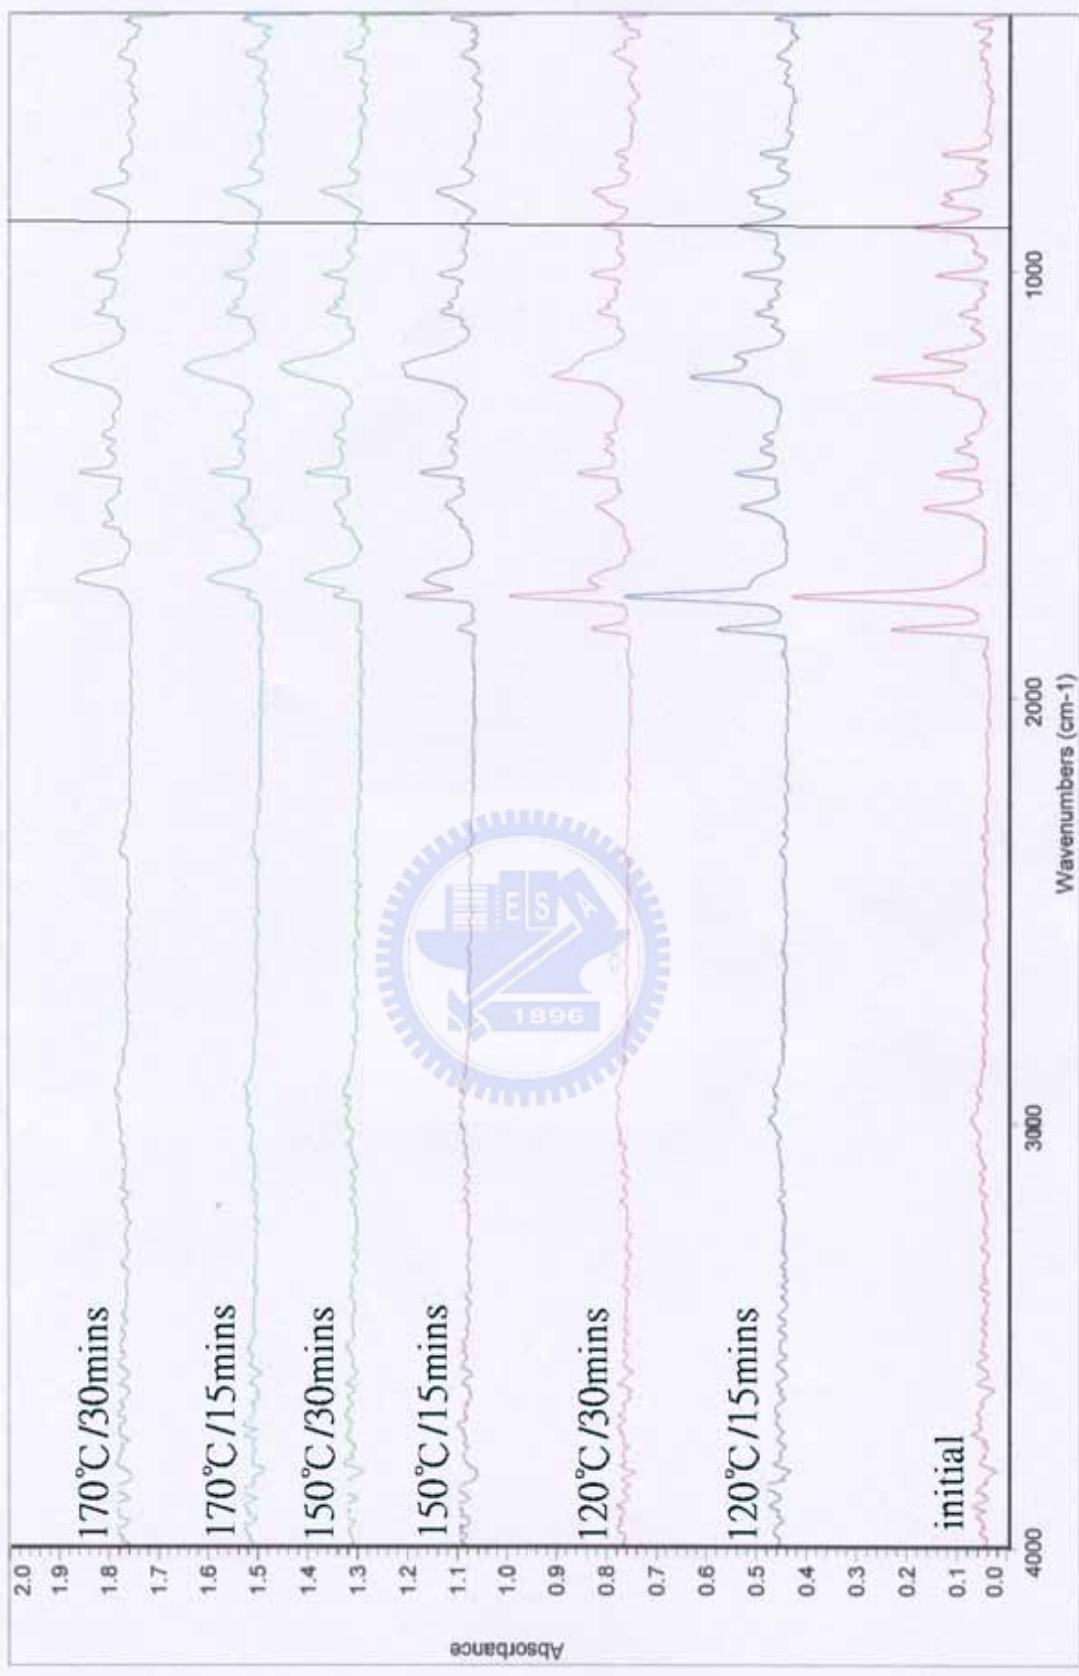 170℃/30mins
170℃/15mins
150℃/30mins
150℃/15mins
120℃/30mins
120℃/15mins
initial
Absorbance
2.0
1.9
1.8
1.7
1.6
1.5
1.4
1.3
1.2
1.1
1.0
0.9
0.8
0.7
0.6
0.5
0.4
0.3
0.2
0.1
0.0
4000
3000
2000
1000
Wavenumbers (cm-1)
E S A
1896